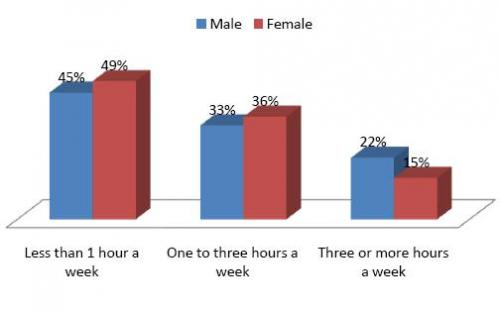 Male Female
45% 49%
33% 36%
22% 15%
Less than 1 hour a week
One to three hours a week
Three or more hours a week